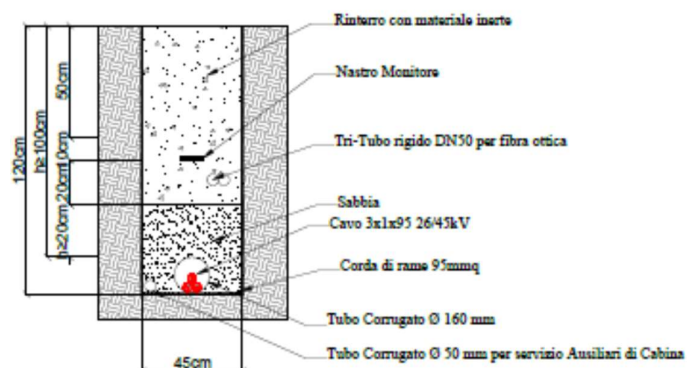 Rinterro con materiale inerte
Nastro Monitore
Tri-Tubo rigido DN50 per fibra ottica
Sabbia
Cavo 3x1x95 26/45kV
Corda di rame 95mmq
Tubo Corrugato Ø 160 mm
Tubo Corrugato Ø 50 mm per servizio Ausiliari di Cabina
120cm
h≥100cm
50cm
10cm
20cm
h≥20cm
45cm